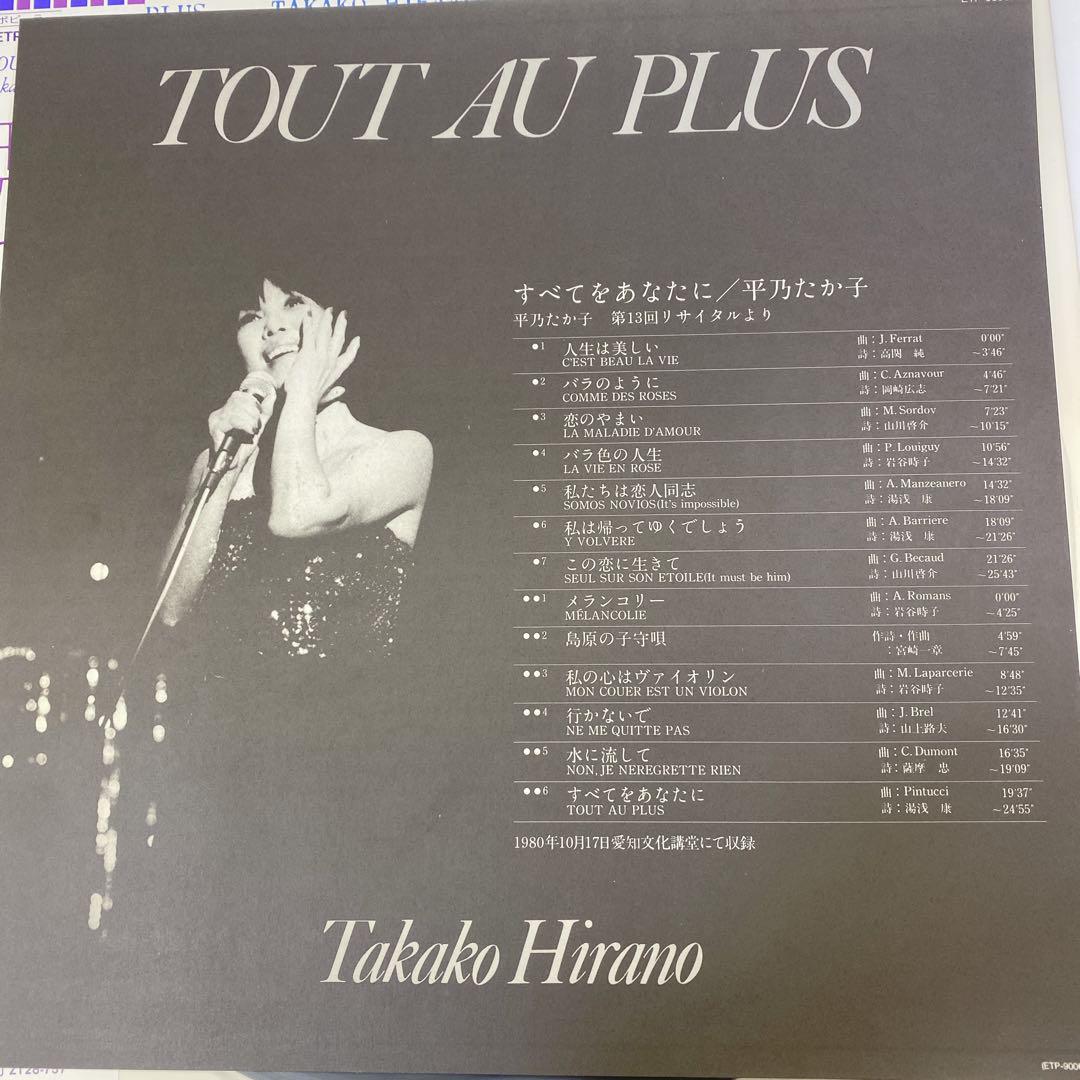 PLUS
TOUT AU PLUS
すべてをあなたに／平乃たか子
平乃たか子 第13回リサイタルより
●1 人生は美しい 曲：J. Ferrat 0'00"
C'EST BEAU LA VIE 詩：高関 純 ～3'46"
●2 バラのように 曲：C. Aznavour 4'46"
COMME DES ROSES 詩：岡崎広志 ～7'21"
●3 恋のやまい 曲：M. Sordov 7'23"
LA MALADIE D'AMOUR 詩：山川啓介 ～10'15"
●4 バラ色の人生 曲：P. Louiguy 10'56"
LA VIE EN ROSE 詩：岩谷時子 ～14'32"
●5 私たちは恋人同志 曲：A. Manzeanero 14'32"
SOMOS NOVIOS(It's impossible) 詩：湯浅 康 ～18'09"
●6 私は帰ってゆくでしょう 曲：A. Barriere 18'09"
Y VOLVERE 詩：湯浅 康 ～21'26"
●7 この恋に生きて 曲：G. Becaud 21'26"
SEUL SUR SON ETOILE(It must be him) 詩：山川啓介 ～25'43"
●●1 メランコリー 曲：A. Romans 0'00"
MÉLANCOLIE 詩：岩谷時子 ～4'25"
●●2 島原の子守唄 作詩・作曲 4'59"
：宮崎一章 ～7'45"
●●3 私の心はヴァイオリン 曲：M. Laparcerie 8'48"
MON COUER EST UN VIOLON 詩：岩谷時子 ～12'35"
●●4 行かないで 曲：J. Brel 12'41"
NE ME QUITTE PAS 詩：山上路夫 ～16'30"
●●5 水に流して 曲：C. Dumont 16'35"
NON, JE NEREGRETTE RIEN 詩：薩摩 忠 ～19'09"
●●6 すべてをあなたに 曲：Pintucci 19'37"
TOUT AU PLUS 詩：湯浅 康 ～24'55"
1980年10月17日愛知文化講堂にて収録
Takako Hirano